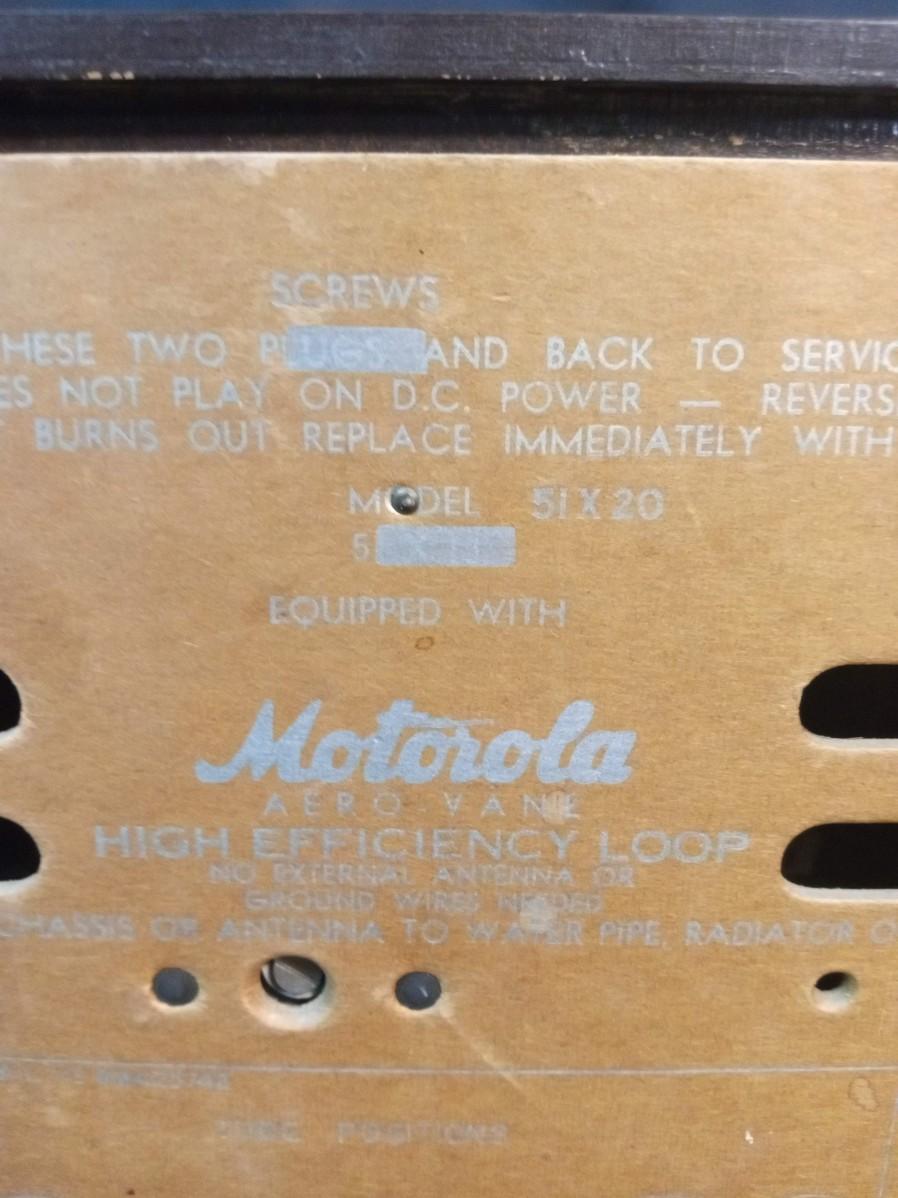 SCREWS
HESE TWO PLUGS AND BACK TO SERVIC
ES NOT PLAY ON D.C. POWER — REVERS
BURNS OUT REPLACE IMMEDIATELY WITH
MODEL 51X20
5
EQUIPPED WITH
Motorola
AERO-VANE
HIGH EFFICIENCY LOOP
NO EXTERNAL ANTENNA OR
GROUND WIRES NEEDED
CHASSIS OR ANTENNA TO WATER PIPE, RADIATOR O
TUBE POSITIONS